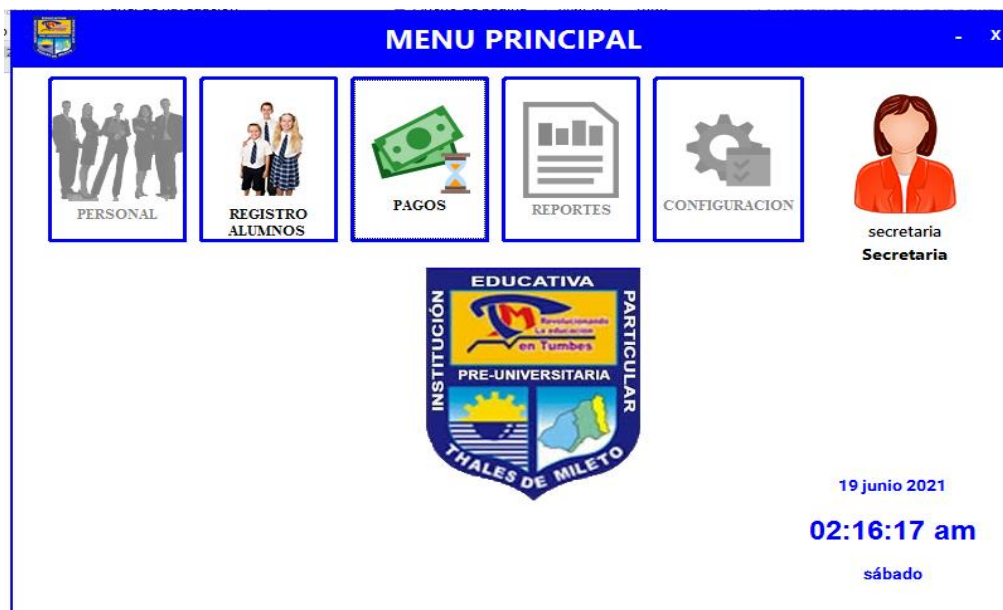 MENU PRINCIPAL
- X
PERSONAL
REGISTRO
ALUMNOS
PAGOS
REPORTES
CONFIGURACION
secretaria
Secretaria
INSTITUCIÓN
EDUCATIVA
PARTICULAR
Revolucionando
La educacion
en Tumbes
PRE-UNIVERSITARIA
THALES DE MILETO
19 junio 2021
02:16:17 am
sábado